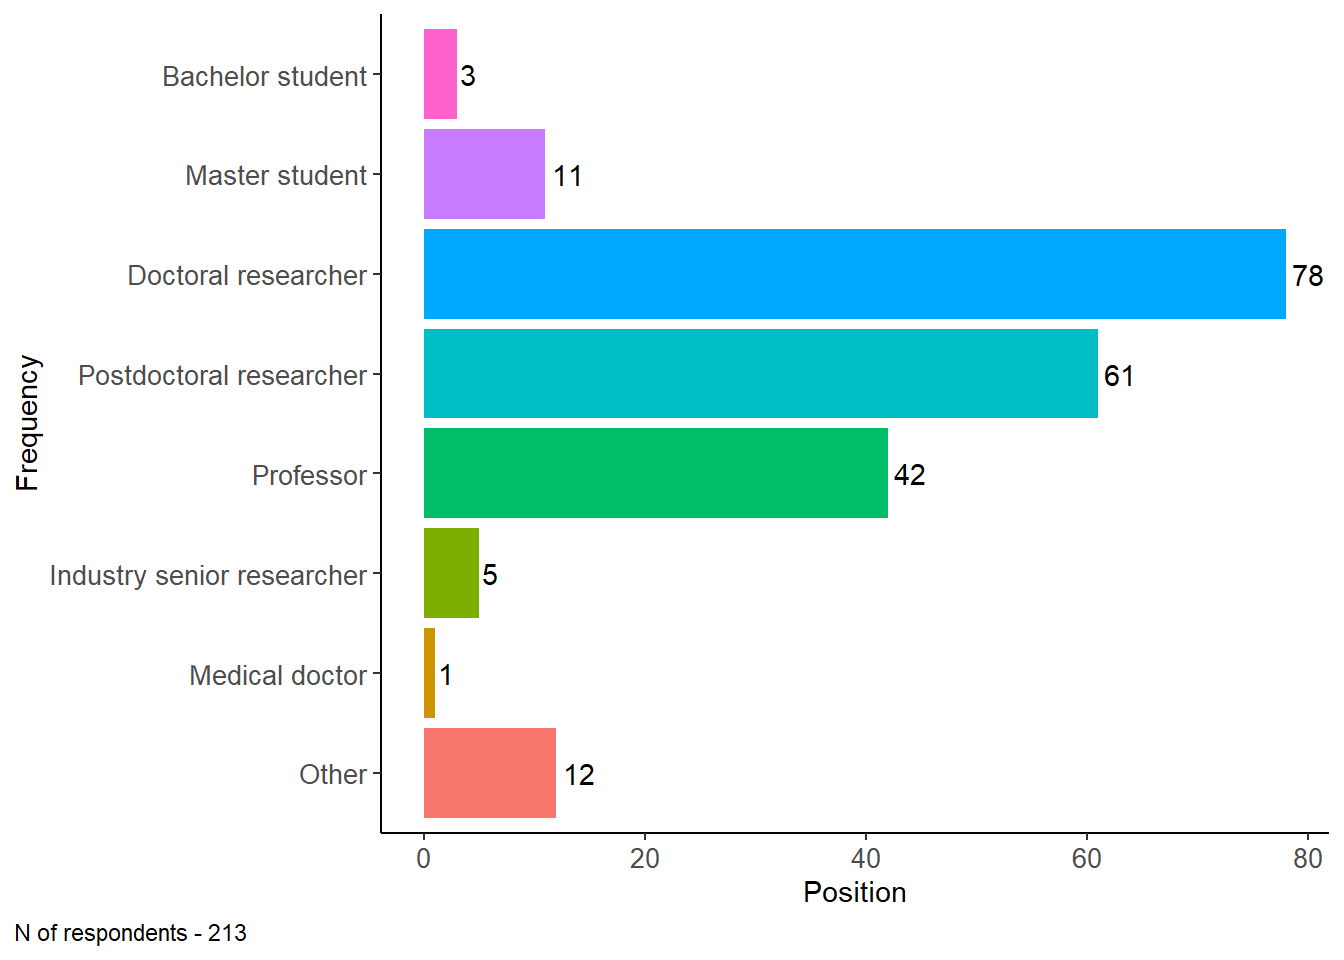 Bachelor student 3
Master student 11
Doctoral researcher 78
Postdoctoral researcher 61
Professor 42
Industry senior researcher 5
Medical doctor 1
Other 12
Frequency
0 20 40 60 80
Position
N of respondents - 213